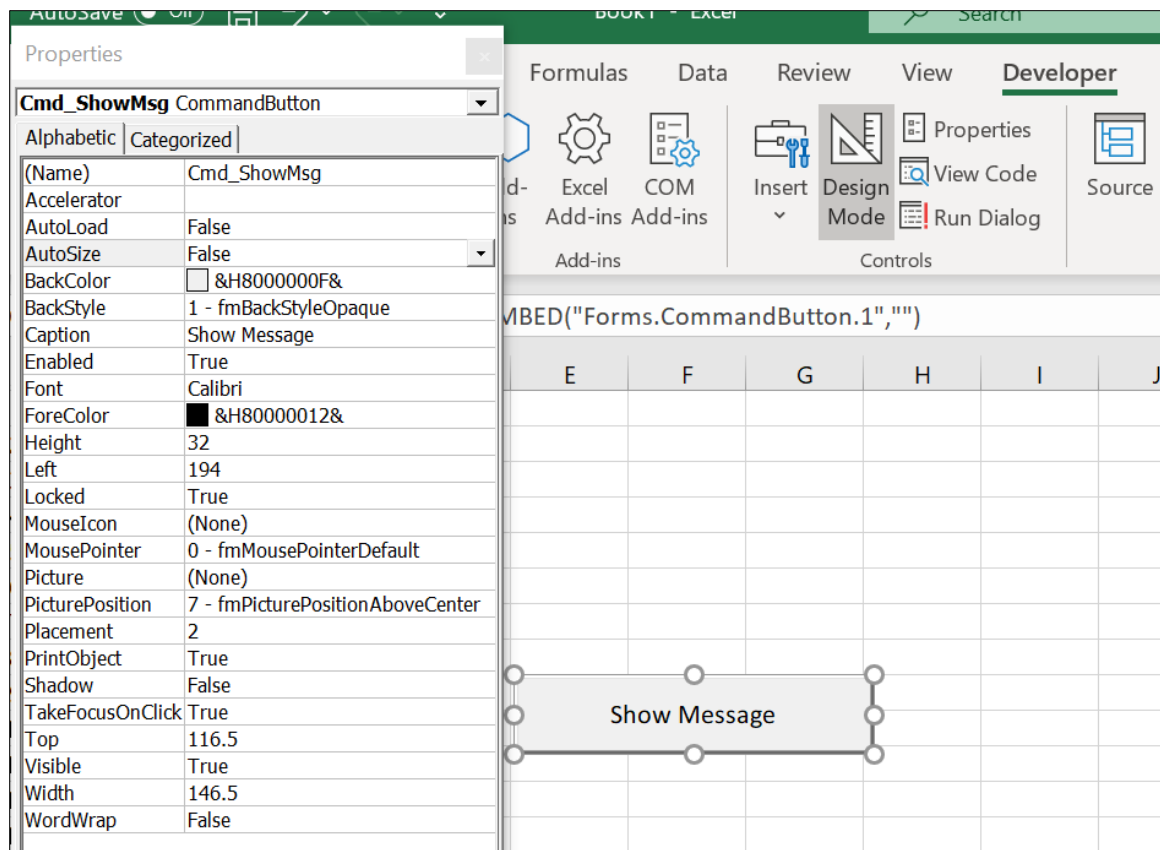 AutoSave Off Book1 - Excel Search
Properties
Formulas Data Review View Developer
Cmd_ShowMsg CommandButton
Alphabetic Categorized
(Name) Cmd_ShowMsg
Accelerator
AutoLoad False
AutoSize False
BackColor &H8000000F&
BackStyle 1 - fmBackStyleOpaque
Caption Show Message
Enabled True
Font Calibri
ForeColor &H80000012&
Height 32
Left 194
Locked True
MouseIcon (None)
MousePointer 0 - fmMousePointerDefault
Picture (None)
PicturePosition 7 - fmPicturePositionAboveCenter
Placement 2
PrintObject True
Shadow False
TakeFocusOnClick True
Top 116.5
Visible True
Width 146.5
WordWrap False
Excel
Add-ins
COM
Add-ins
Add-ins
Insert
Design
Mode
Properties
View Code
Run Dialog
Controls
Source
MBED("Forms.CommandButton.1","")
E F G H I J
Show Message